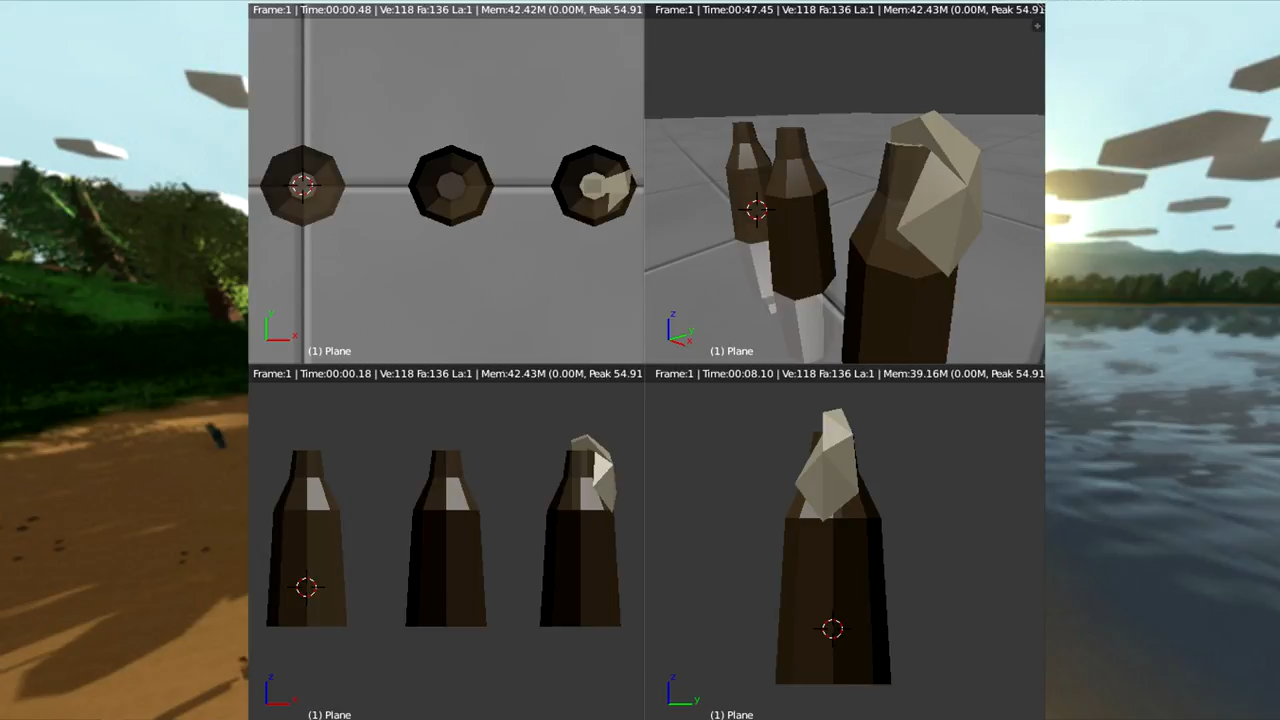 Frame:1 | Time:00:00.48 | Ve:118 Fa:136 La:1 | Mem:42.42M (0.00M, Peak 54.91
Frame:1 | Time:00:47.45 | Ve:118 Fa:136 La:1 | Mem:42.43M (0.00M, Peak 54.91
y
x
(1) Plane
z
y
x
(1) Plane
Frame:1 | Time:00:00.18 | Ve:118 Fa:136 La:1 | Mem:42.43M (0.00M, Peak 54.91
Frame:1 | Time:00:08.10 | Ve:118 Fa:136 La:1 | Mem:39.16M (0.00M, Peak 54.91
z
x
(1) Plane
z
y
(1) Plane